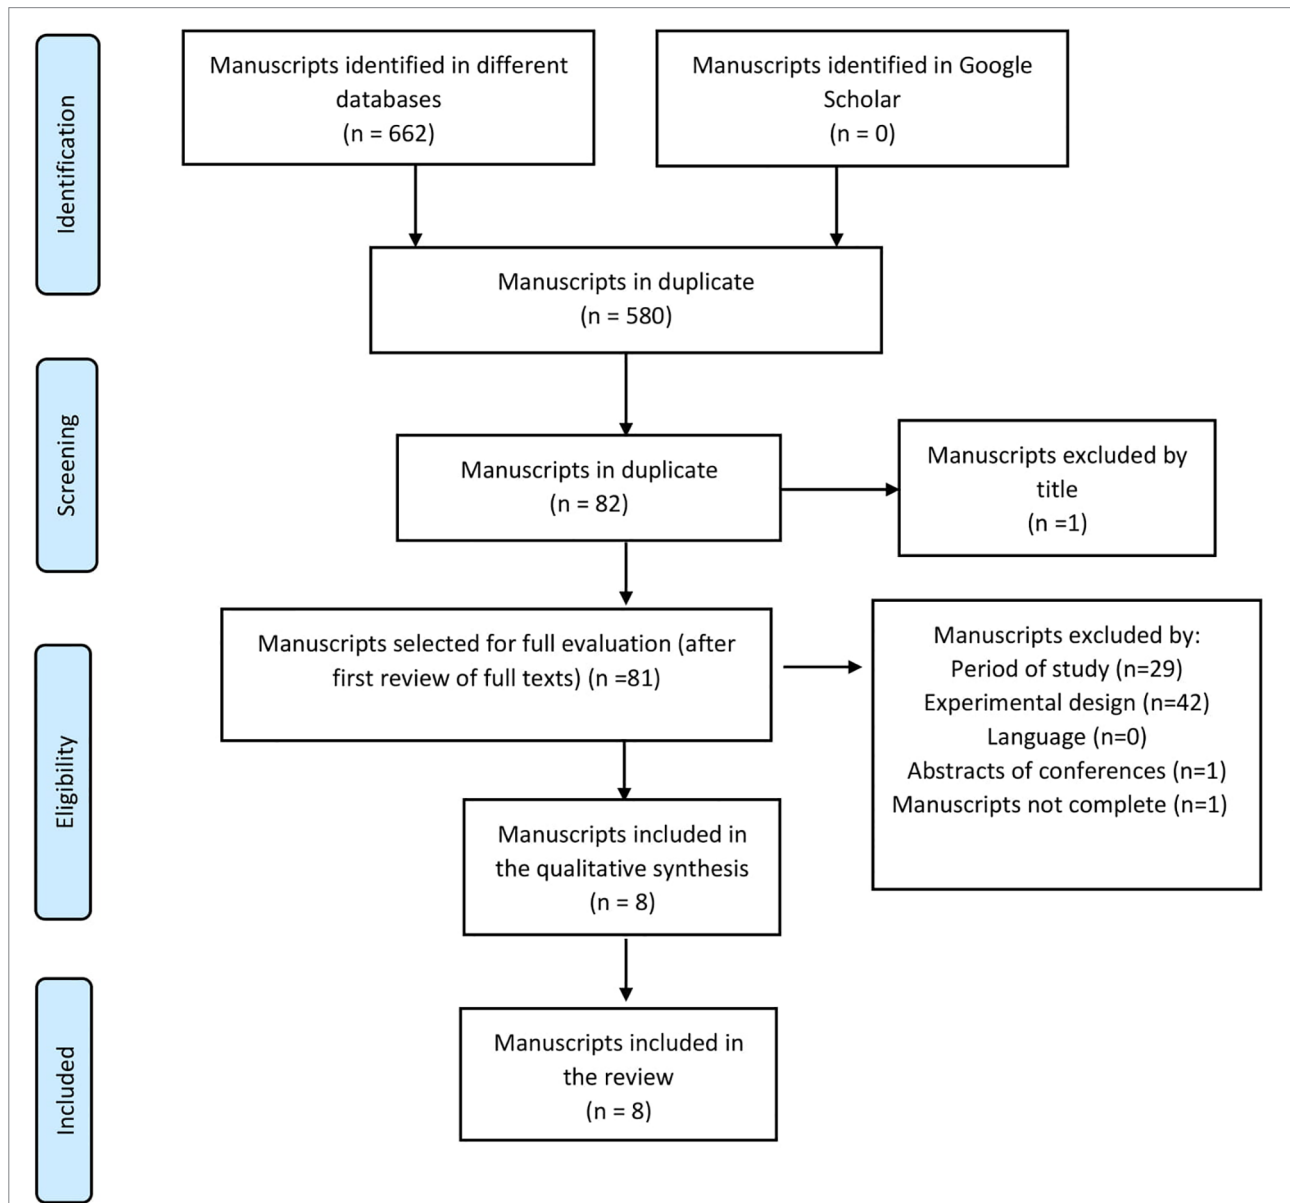 Identification
Manuscripts identified in different
databases
(n = 662)
Manuscripts identified in Google
Scholar
(n = 0)
Manuscripts in duplicate
(n = 580)
Screening
Manuscripts in duplicate
(n = 82)
Manuscripts excluded by
title
(n =1)
Eligibility
Manuscripts selected for full evaluation (after
first review of full texts) (n =81)
Manuscripts excluded by:
Period of study (n=29)
Experimental design (n=42)
Language (n=0)
Abstracts of conferences (n=1)
Manuscripts not complete (n=1)
Manuscripts included in
the qualitative synthesis
(n = 8)
Included
Manuscripts included in
the review
(n = 8)